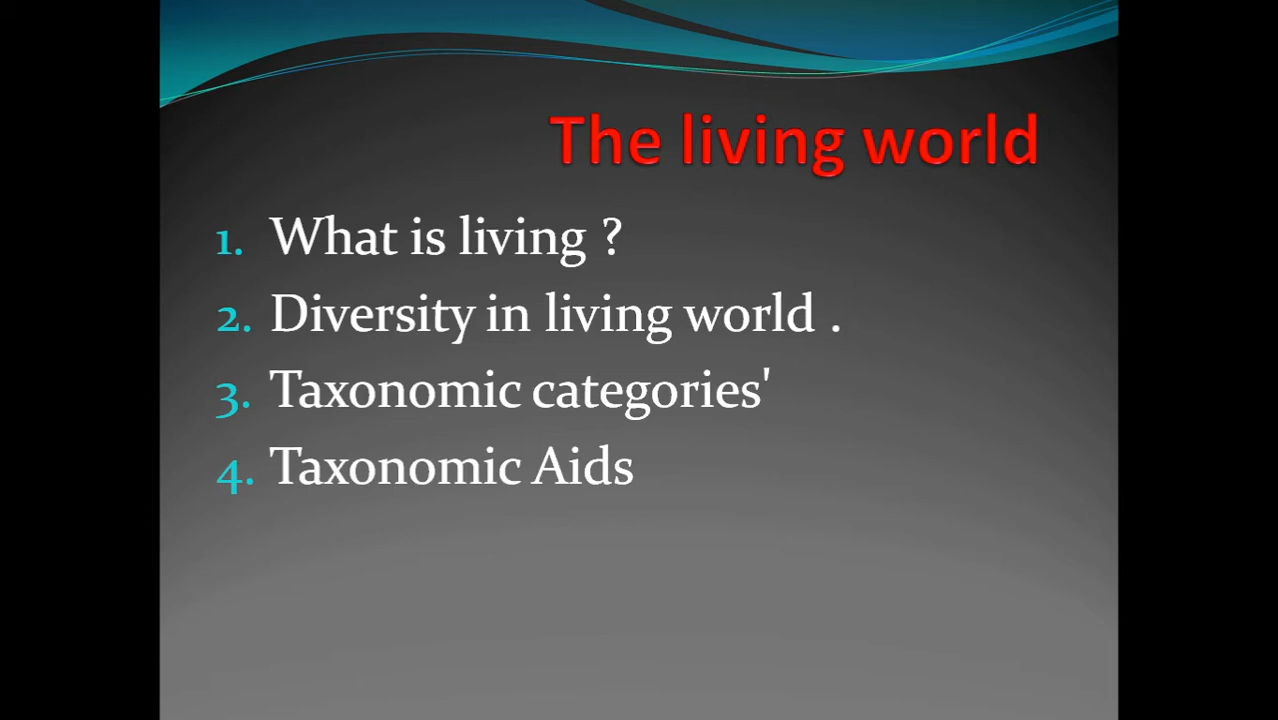 The living world
1. What is living ?
2. Diversity in living world .
3. Taxonomic categories'
4. Taxonomic Aids